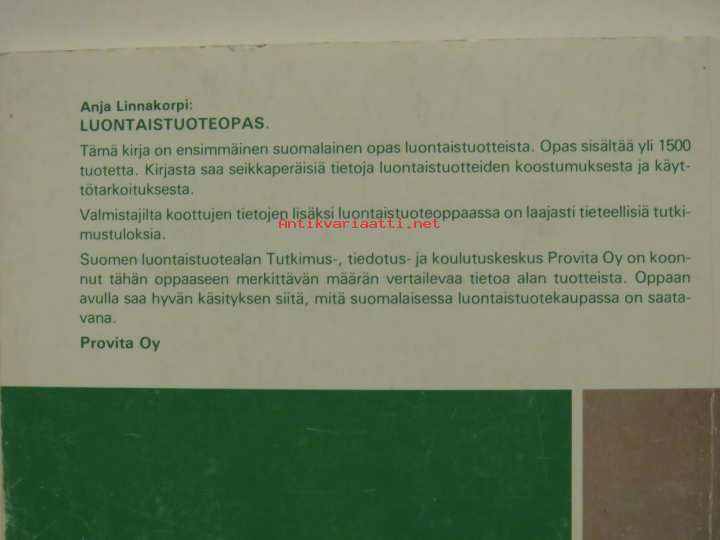 Anja Linnakorpi:
LUONTAISTUOTEOPAS.
Tämä kirja on ensimmäinen suomalainen opas luontaistuotteista. Opas sisältää yli 1500
tuotetta. Kirjasta saa seikkaperäisiä tietoja luontaistuotteiden koostumuksesta ja käyt-
tötarkoituksesta.
Valmistajilta koottujen tietojen lisäksi luontaistuoteoppaassa on laajasti tieteellisiä tutki-
Antikvariaatti.net
mustuloksia.
Suomen luontaistuotealan Tutkimus-, tiedotus- ja koulutuskeskus Provita Oy on koon-
nut tähän oppaaseen merkittävän määrän vertailevaa tietoa alan tuotteista. Oppaan
avulla saa hyvän käsityksen siitä, mitä suomalaisessa luontaistuotekaupassa on saata-
vana.
Provita Oy